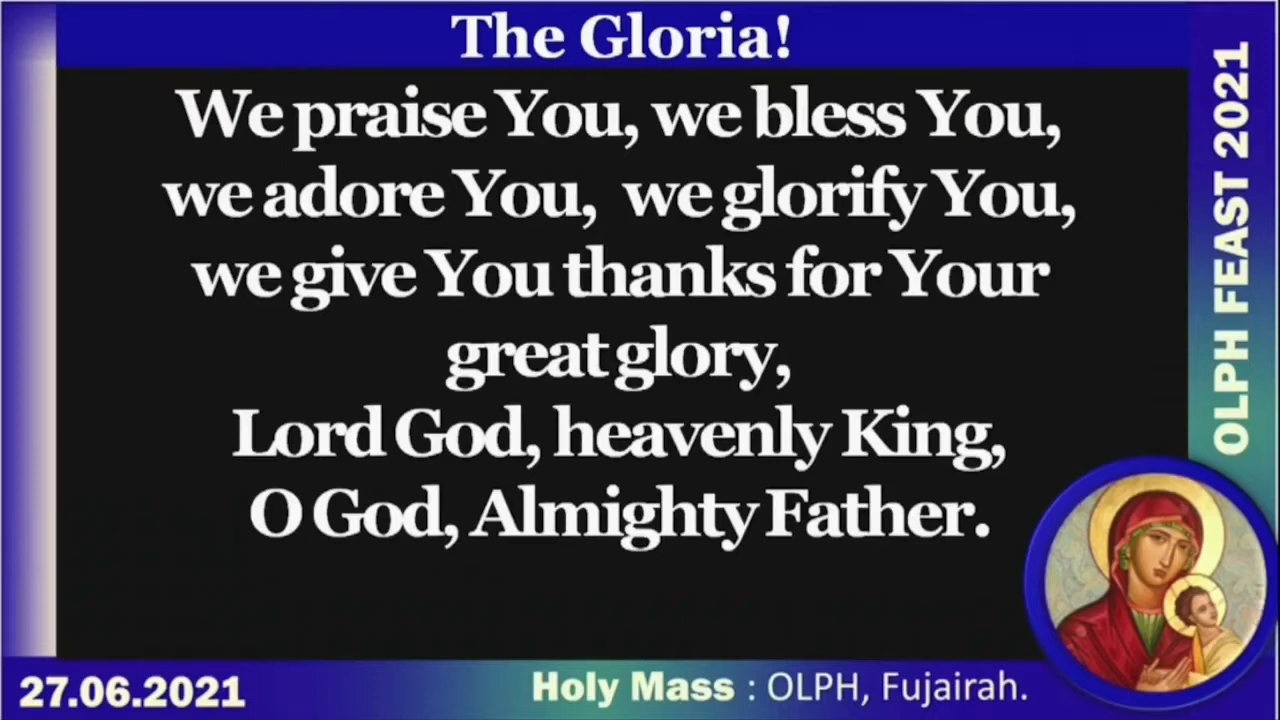 The Gloria!
We praise You, we bless You,
we adore You, we glorify You,
we give You thanks for Your
great glory,
Lord God, heavenly King,
O God, Almighty Father.
OLPH FEAST 2021
27.06.2021
Holy Mass : OLPH, Fujairah.